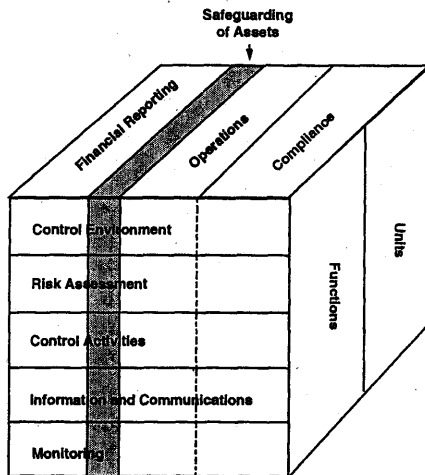 Safeguarding
of Assets
Financial Reporting
Operations
Compliance
Control Environment
Risk Assessment
Control Activities
Information and Communications
Monitoring
Functions
Units